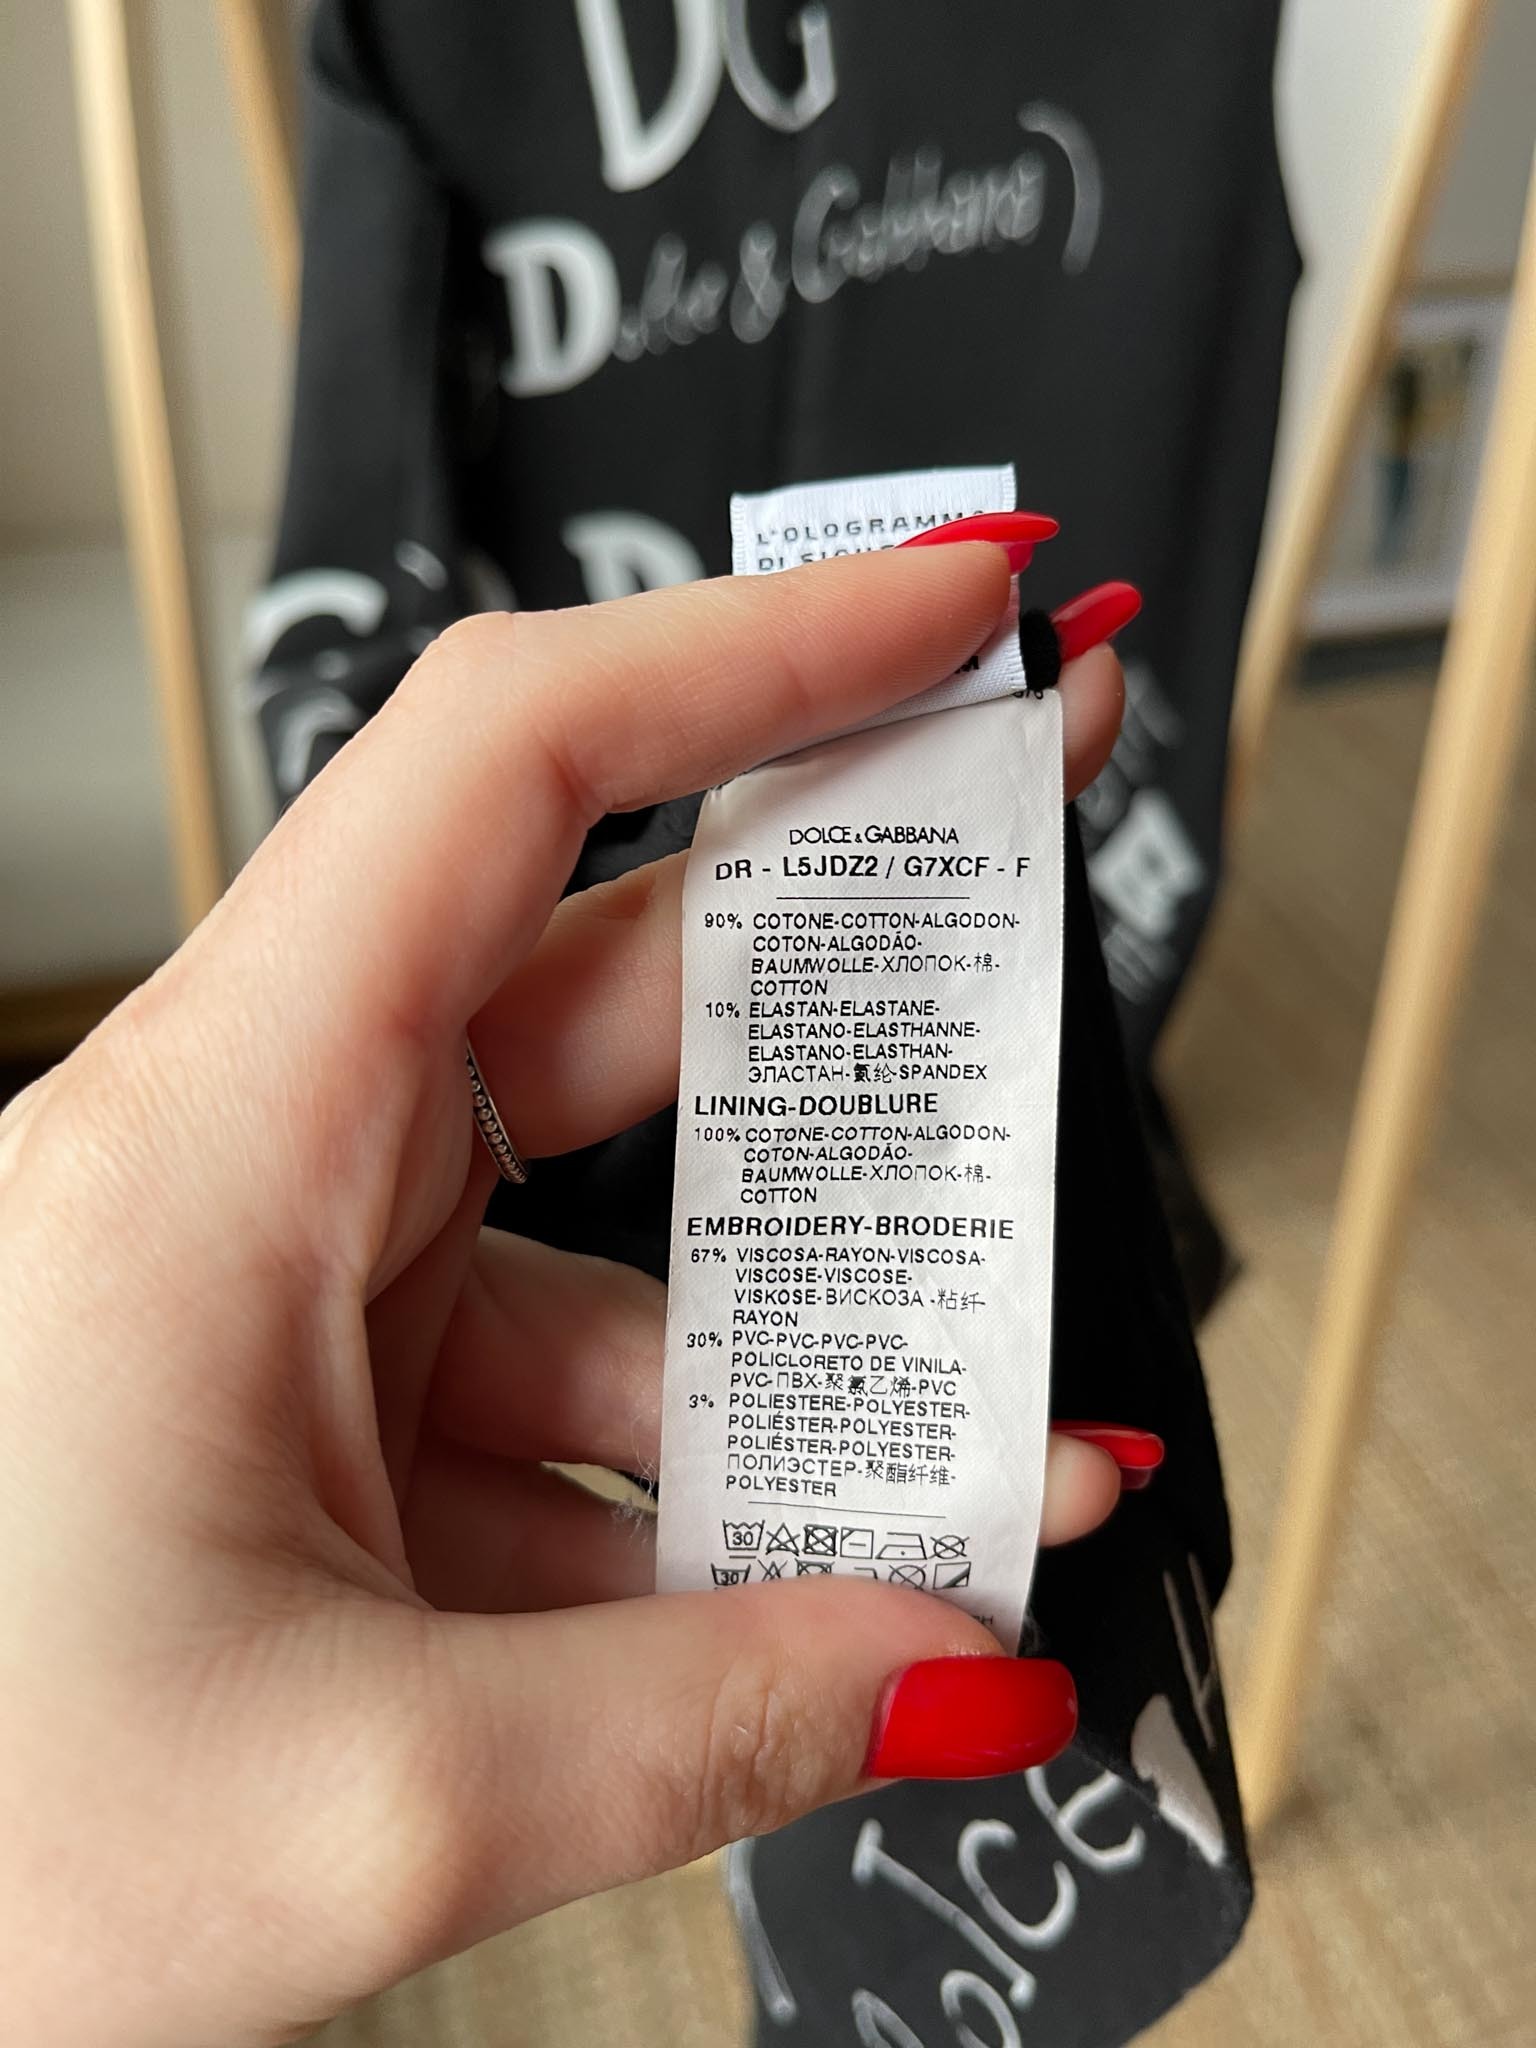 DG
Dolce & Gabbana)
L'OLOGRAMMA
DI
DOLCE & GABBANA
DR - L5JDZ2 / G7XCF - F
90% COTONE-COTTON-ALGODON-
COTON-ALGODÃO-
BAUMWOLLE-ХЛОПОК-棉-
COTTON
10% ELASTAN-ELASTANE-
ELASTANO-ELASTHANNE-
ELASTANO-ELASTHAN-
ЭЛАСТАН-氨纶-SPANDEX
LINING-DOUBLURE
100% COTONE-COTTON-ALGODON-
COTON-ALGODÃO-
BAUMWOLLE-ХЛОПОК-棉-
COTTON
EMBROIDERY-BRODERIE
67% VISCOSA-RAYON-VISCOSA-
VISCOSE-VISCOSE-
VISKOSE-ВИСКОЗА -粘纤-
RAYON
30% PVC-PVC-PVC-PVC-
POLICLORETO DE VINILA-
PVC-ПВХ-聚氯乙烯-PVC
3% POLIESTERE-POLYESTER-
POLIÉSTER-POLYESTER-
POLIÉSTER-POLYESTER-
ПОЛИЭСТЕР-聚酯纤维-
POLYESTER
30
30